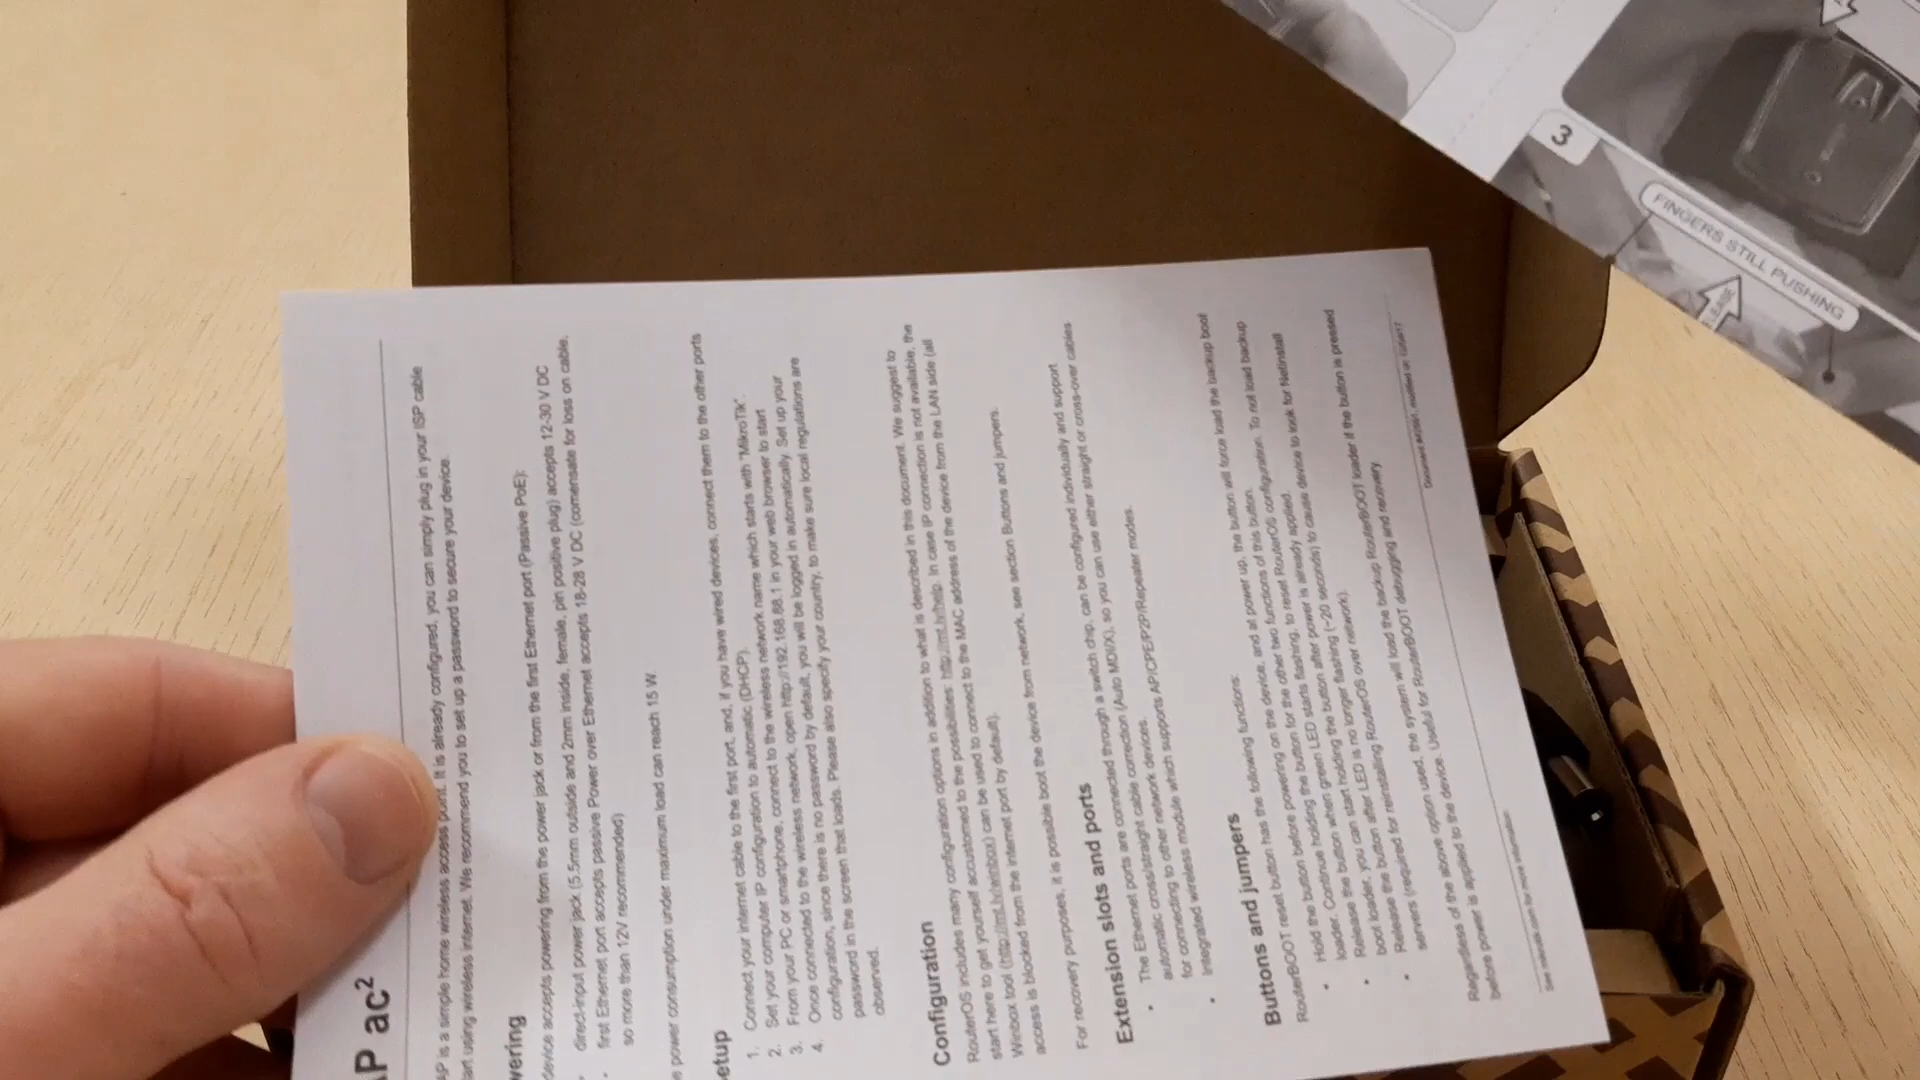 AP ac²
AP is a simple home wireless access point. It is already configured, you can simply plug in your ISP cable
start using wireless internet. We recommend you to set up a password to secure your device.
wering
device accepts powering from the power jack or from the first Ethernet port (Passive PoE):
direct-input power jack (5.5mm outside and 2mm inside, female, pin positive plug) accepts 12-30 V DC
first Ethernet port accepts passive Power over Ethernet accepts 18-28 V DC (comensate for loss on cable,
so more than 12V recommended)
e power consumption under maximum load can reach 15 W.
etup
1. Connect your internet cable to the first port, and, if you have wired devices, connect them to the other ports
2. Set your computer IP configuration to automatic (DHCP).
3. From your PC or smartphone, connect to the wireless network name which starts with "MikroTik".
4. Once connected to the wireless network, open http://192.168.88.1 in your web browser to start
configuration, since there is no password by default, you will be logged in automatically. Set up your
password in the screen that loads. Please also specify your country, to make sure local regulations are
observed.
Configuration
RouterOS includes many configuration options in addition to what is described in this document. We suggest to
start here to get yourself accustomed to the possibilities: http://mt.lv/help. In case IP connection is not available, the
Winbox tool (http://mt.lv/winbox) can be used to connect to the MAC address of the device from the LAN side (all
access is blocked from the internet port by default).
For recovery purposes, it is possible boot the device from network, see section Buttons and jumpers.
Extension slots and ports
• The Ethernet ports are connected through a switch chip, can be configured individually and support
automatic cross/straight cable correction (Auto MDI/X), so you can use either straight or cross-over cables
for connecting to other network devices.
• Integrated wireless module which supports AP/CPE/P2P/Repeater modes.
Buttons and jumpers
RouterBOOT reset button has the following functions:
• Hold the button before powering on the device, and at power up, the button will force load the backup boot
loader. Continue holding the button for the other two functions of this button. To not load backup
• Release the button when green LED starts flashing, to reset RouterOS configuration.
boot loader, you can start holding the button after power is already applied.
• Release the button after LED is no longer flashing (~20 seconds) to cause device to look for Netinstall
servers (required for reinstalling RouterOS over network).
Regardless of the above option used, the system will load the backup RouterBOOT loader if the button is pressed
before power is applied to the device. Useful for RouterBOOT debugging and recovery.
See mikrotik.com for more information
3
FINGERS STILL PUSHING